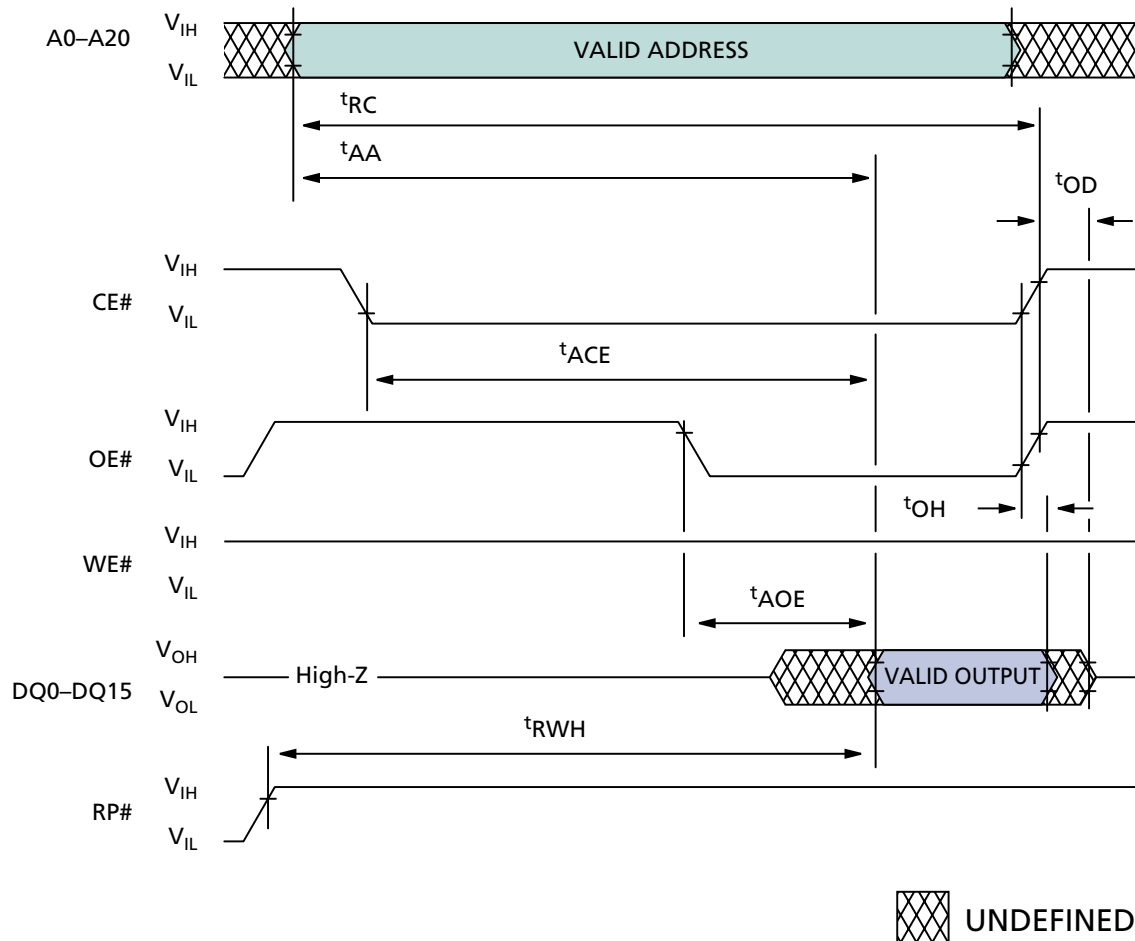 A0–A20
VIH
VIL
VALID ADDRESS
tRC
tAA
tOD
CE#
VIH
VIL
tACE
OE#
VIH
VIL
tOH
WE#
VIH
VIL
tAOE
DQ0–DQ15
VOH
VOL
High-Z
VALID OUTPUT
tRWH
RP#
VIH
VIL
UNDEFINED